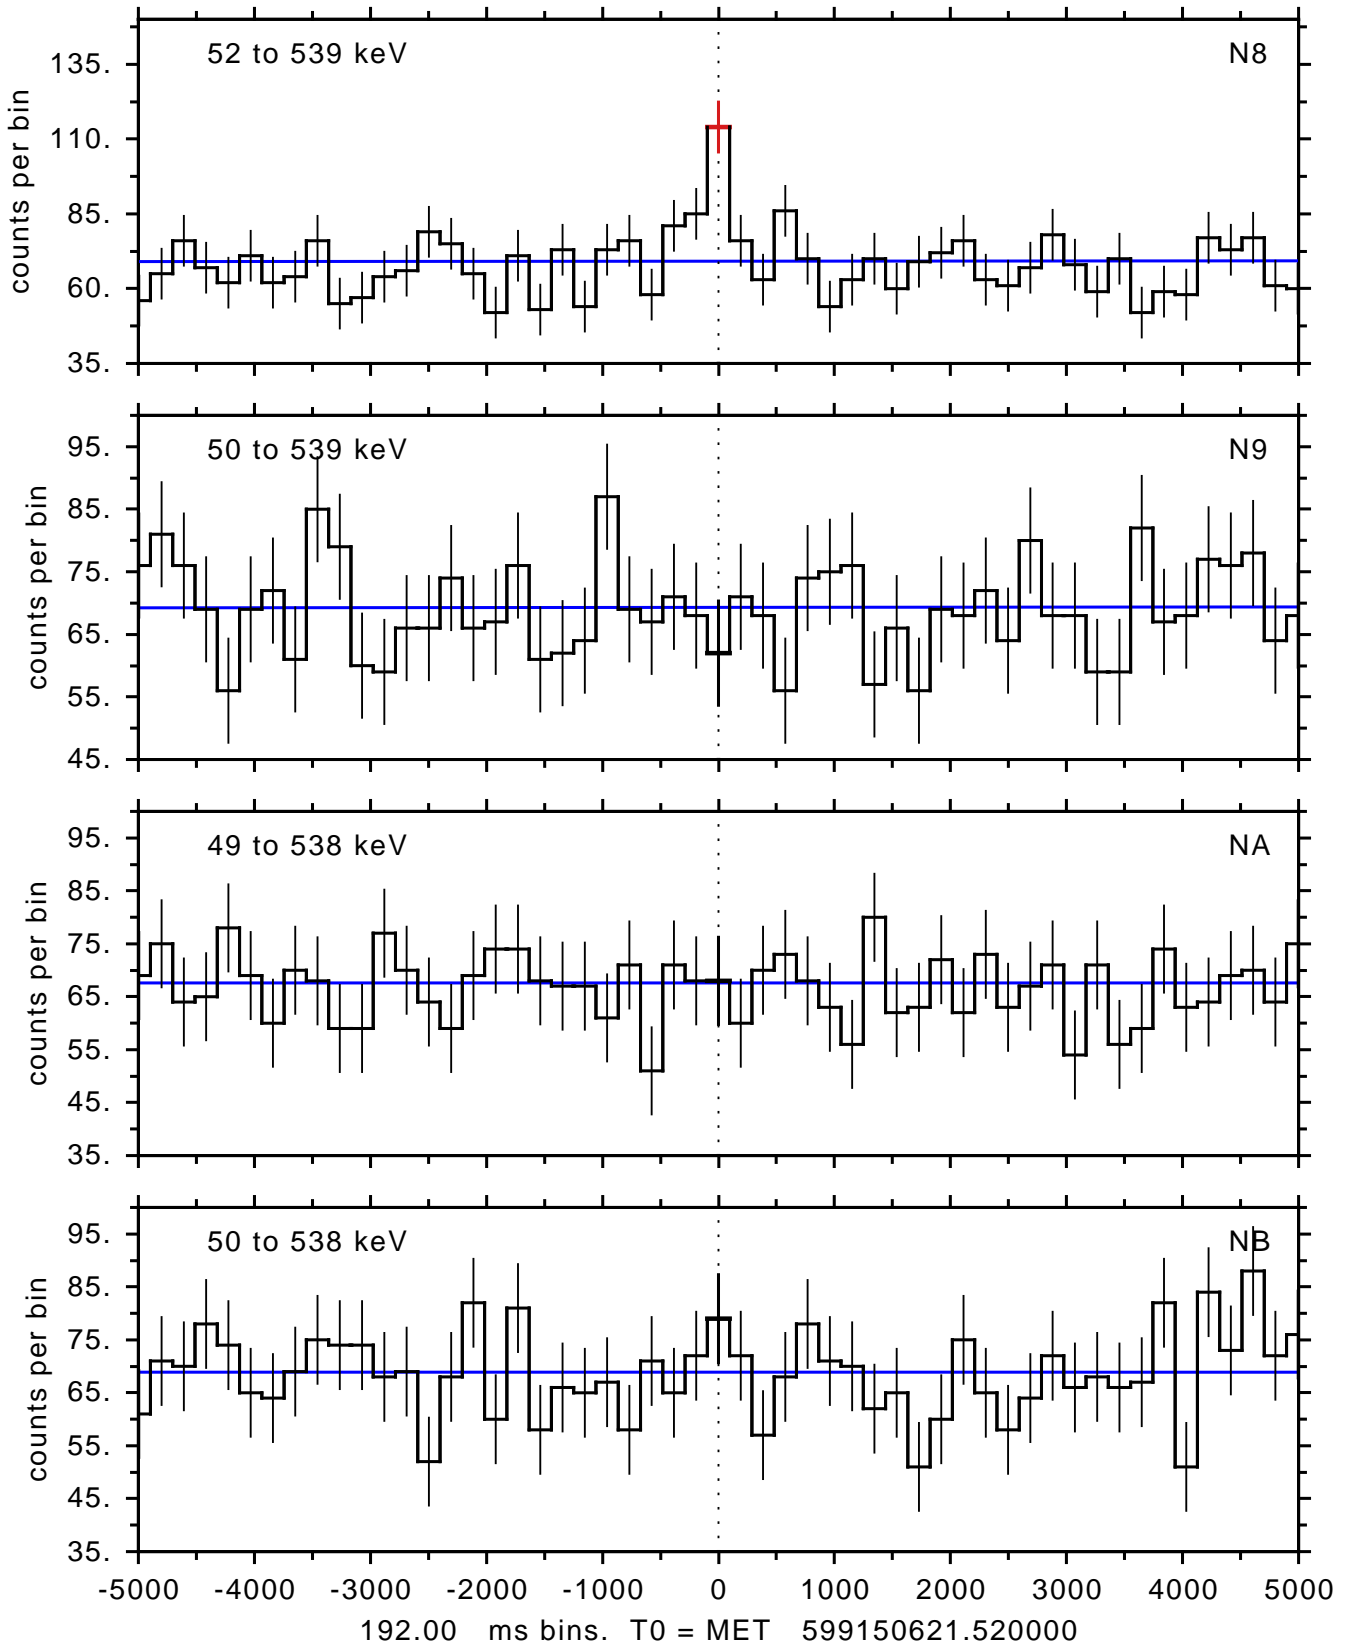 52 to 539 keV N8
135.
110.
85.
60.
35.
counts per bin
50 to 539 keV N9
95.
85.
75.
65.
55.
45.
counts per bin
49 to 538 keV NA
95.
85.
75.
65.
55.
45.
35.
counts per bin
50 to 538 keV NB
95.
85.
75.
65.
55.
45.
35.
counts per bin
-5000 -4000 -3000 -2000 -1000 0 1000 2000 3000 4000 5000
192.00 ms bins. T0 = MET 599150621.520000